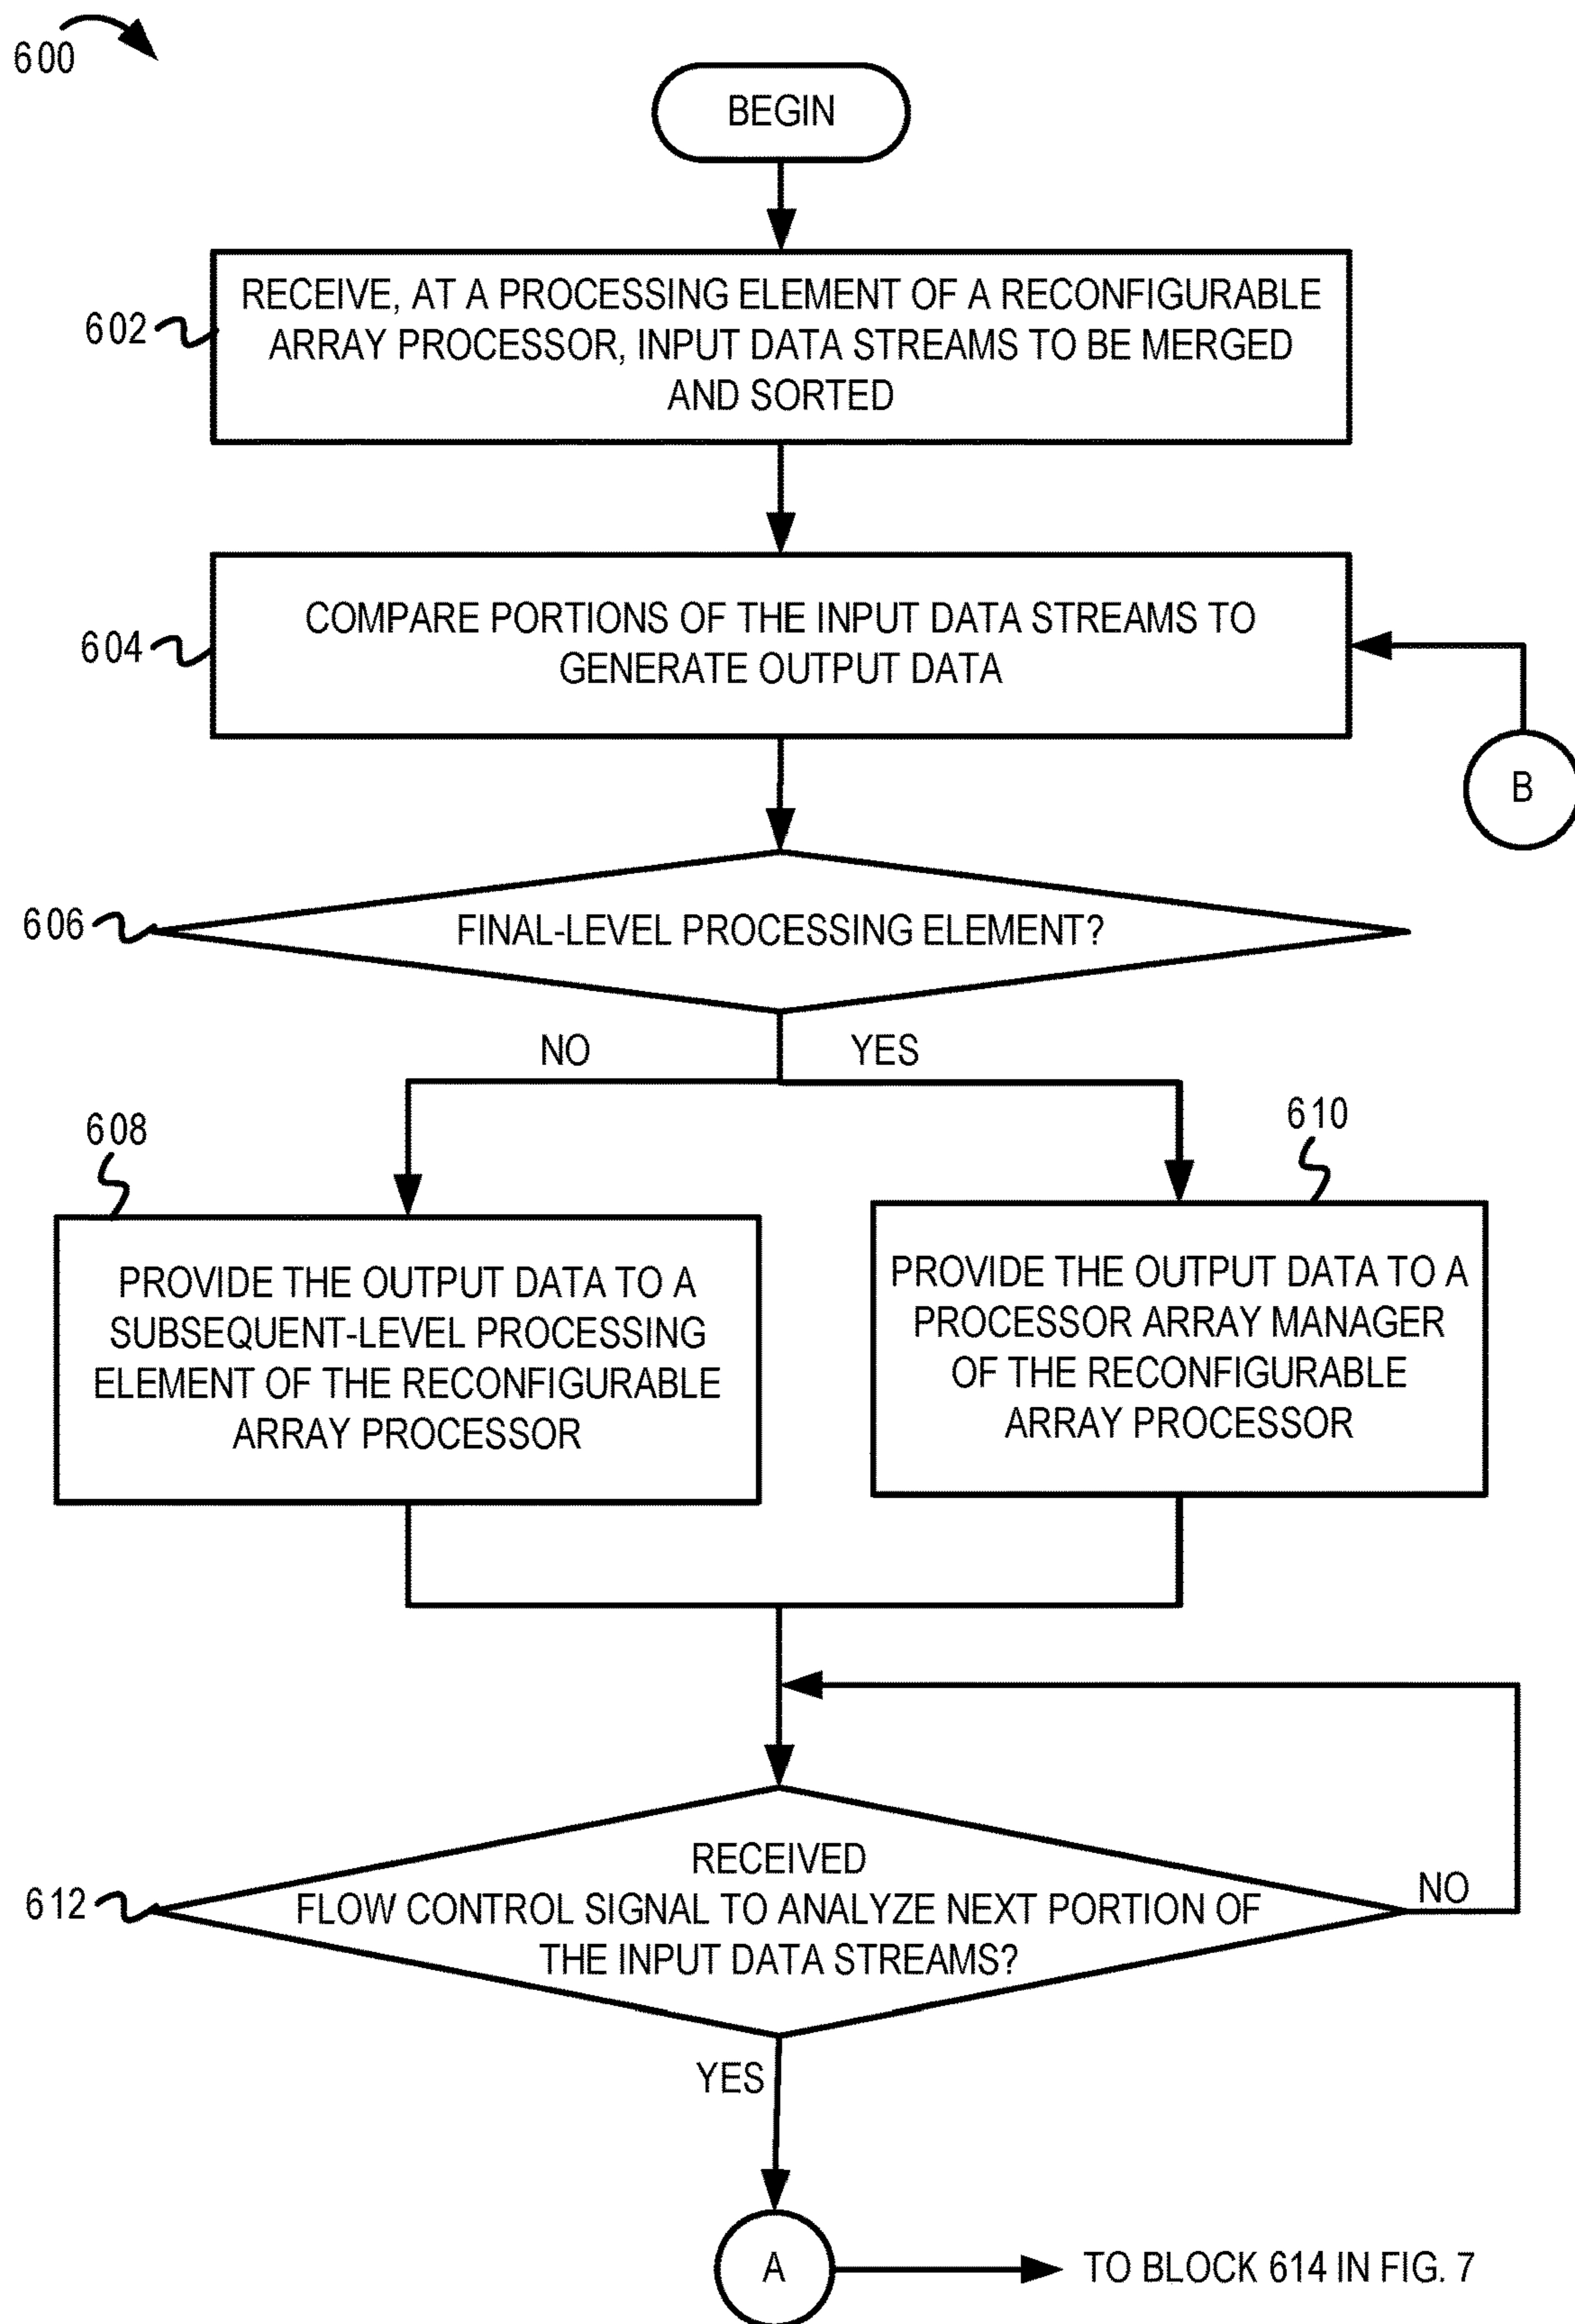 600
BEGIN
602
RECEIVE, AT A PROCESSING ELEMENT OF A RECONFIGURABLE
ARRAY PROCESSOR, INPUT DATA STREAMS TO BE MERGED
AND SORTED
604
COMPARE PORTIONS OF THE INPUT DATA STREAMS TO
GENERATE OUTPUT DATA
B
606
FINAL-LEVEL PROCESSING ELEMENT?
NO
YES
608
PROVIDE THE OUTPUT DATA TO A
SUBSEQUENT-LEVEL PROCESSING
ELEMENT OF THE RECONFIGURABLE
ARRAY PROCESSOR
610
PROVIDE THE OUTPUT DATA TO A
PROCESSOR ARRAY MANAGER
OF THE RECONFIGURABLE
ARRAY PROCESSOR
612
RECEIVED
FLOW CONTROL SIGNAL TO ANALYZE NEXT PORTION OF
THE INPUT DATA STREAMS?
NO
YES
A
TO BLOCK 614 IN FIG. 7